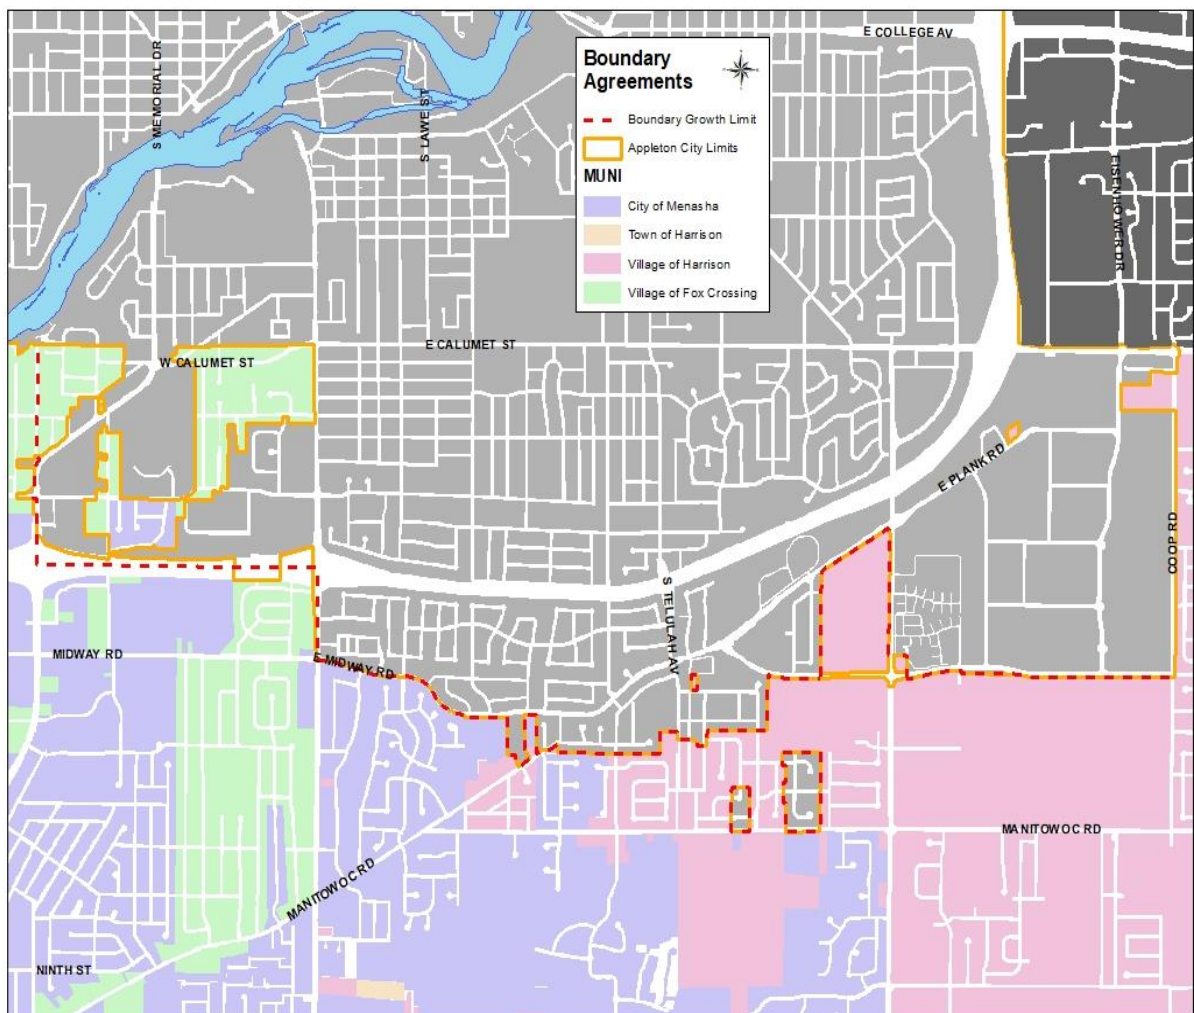 E COLLEGE AV
S MEMORIAL DR
S LAWE ST
Boundary
Agreements
Boundary Growth Limit
Appleton City Limits
MUNI
City of Menasha
Town of Harrison
Village of Harrison
Village of Fox Crossing
EISENHOWER DR
E CALUMET ST
W CALUMET ST
E PLANK RD
COOP RD
S TELULAH AV
MIDWAY RD
E MIDWAY RD
MANITOWOC RD
MANITOWOC RD
NINTH ST